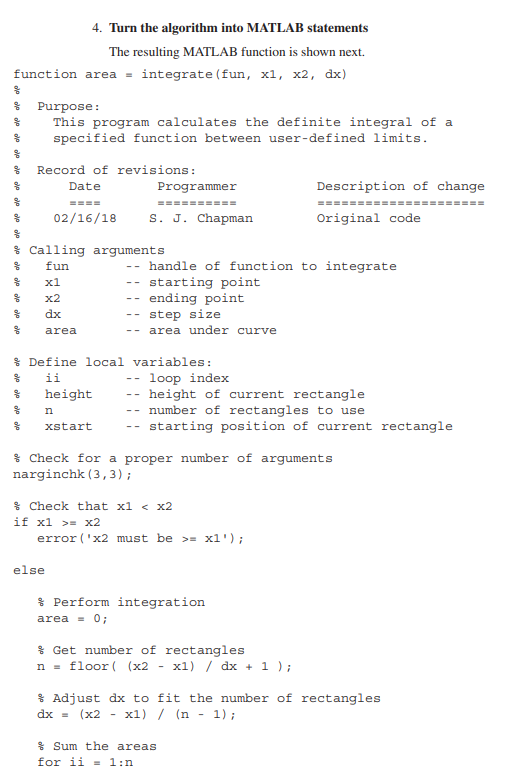 4. Turn the algorithm into MATLAB statements
The resulting MATLAB function is shown next.
function area = integrate(fun, x1, x2, dx)
%
%  Purpose:
%    This program calculates the definite integral of a
%    specified function between user-defined limits.
%
%  Record of revisions:
%      Date       Programmer          Description of change
%      ====       ==========          =====================
%    02/16/18    S. J. Chapman        Original code
%
% Calling arguments
%   fun       -- handle of function to integrate
%   x1        -- starting point
%   x2        -- ending point
%   dx        -- step size
%   area      -- area under curve

% Define local variables:
%   ii        -- loop index
%   height    -- height of current rectangle
%   n         -- number of rectangles to use
%   xstart    -- starting position of current rectangle

% Check for a proper number of arguments
narginchk(3,3);

% Check that x1 < x2
if x1 >= x2
   error('x2 must be >= x1');

else

   % Perform integration
   area = 0;

   % Get number of rectangles
   n = floor( (x2 - x1) / dx + 1 );

   % Adjust dx to fit the number of rectangles
   dx = (x2 - x1) / (n - 1);

   % Sum the areas
   for ii = 1:n